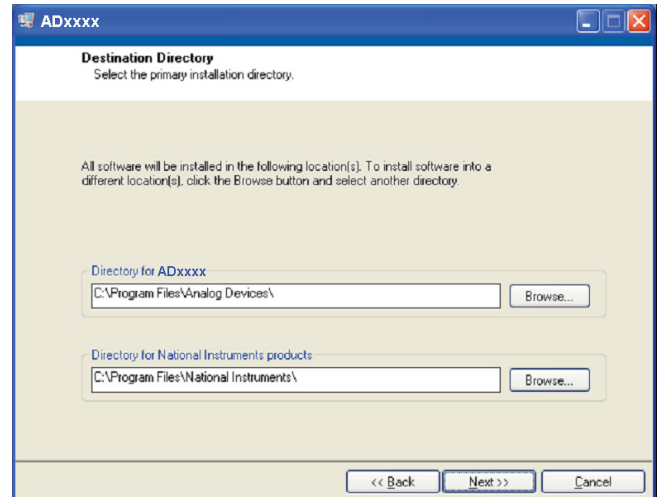 ADxxxx
Destination Directory
Select the primary installation directory.
All software will be installed in the following location(s). To install software into a
different location(s), click the Browse button and select another directory.
Directory for ADxxxx
C:\Program Files\Analog Devices\
Browse...
Directory for National Instruments products
C:\Program Files\National Instruments\
Browse...
<< Back
Next >>
Cancel